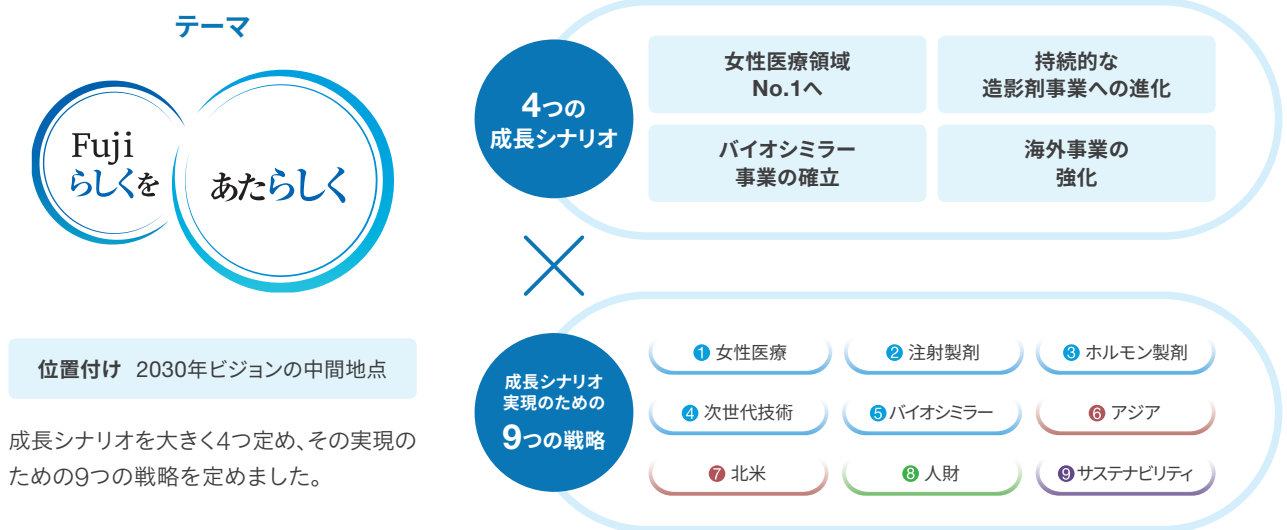 テーマ
Fuji
らしくを
あたらしく
位置付け 2030年ビジョンの中間地点
成長シナリオを大きく4つ定め、その実現の
ための9つの戦略を定めました。
4つの
成長シナリオ
女性医療領域
No.1へ
持続的な
造影剤事業への進化
バイオシミラー
事業の確立
海外事業の
強化
成長シナリオ
実現のための
9つの戦略
❶ 女性医療
❷ 注射製剤
❸ ホルモン製剤
❹ 次世代技術
❺ バイオシミラー
❻ アジア
❼ 北米
❽ 人財
❾ サステナビリティ